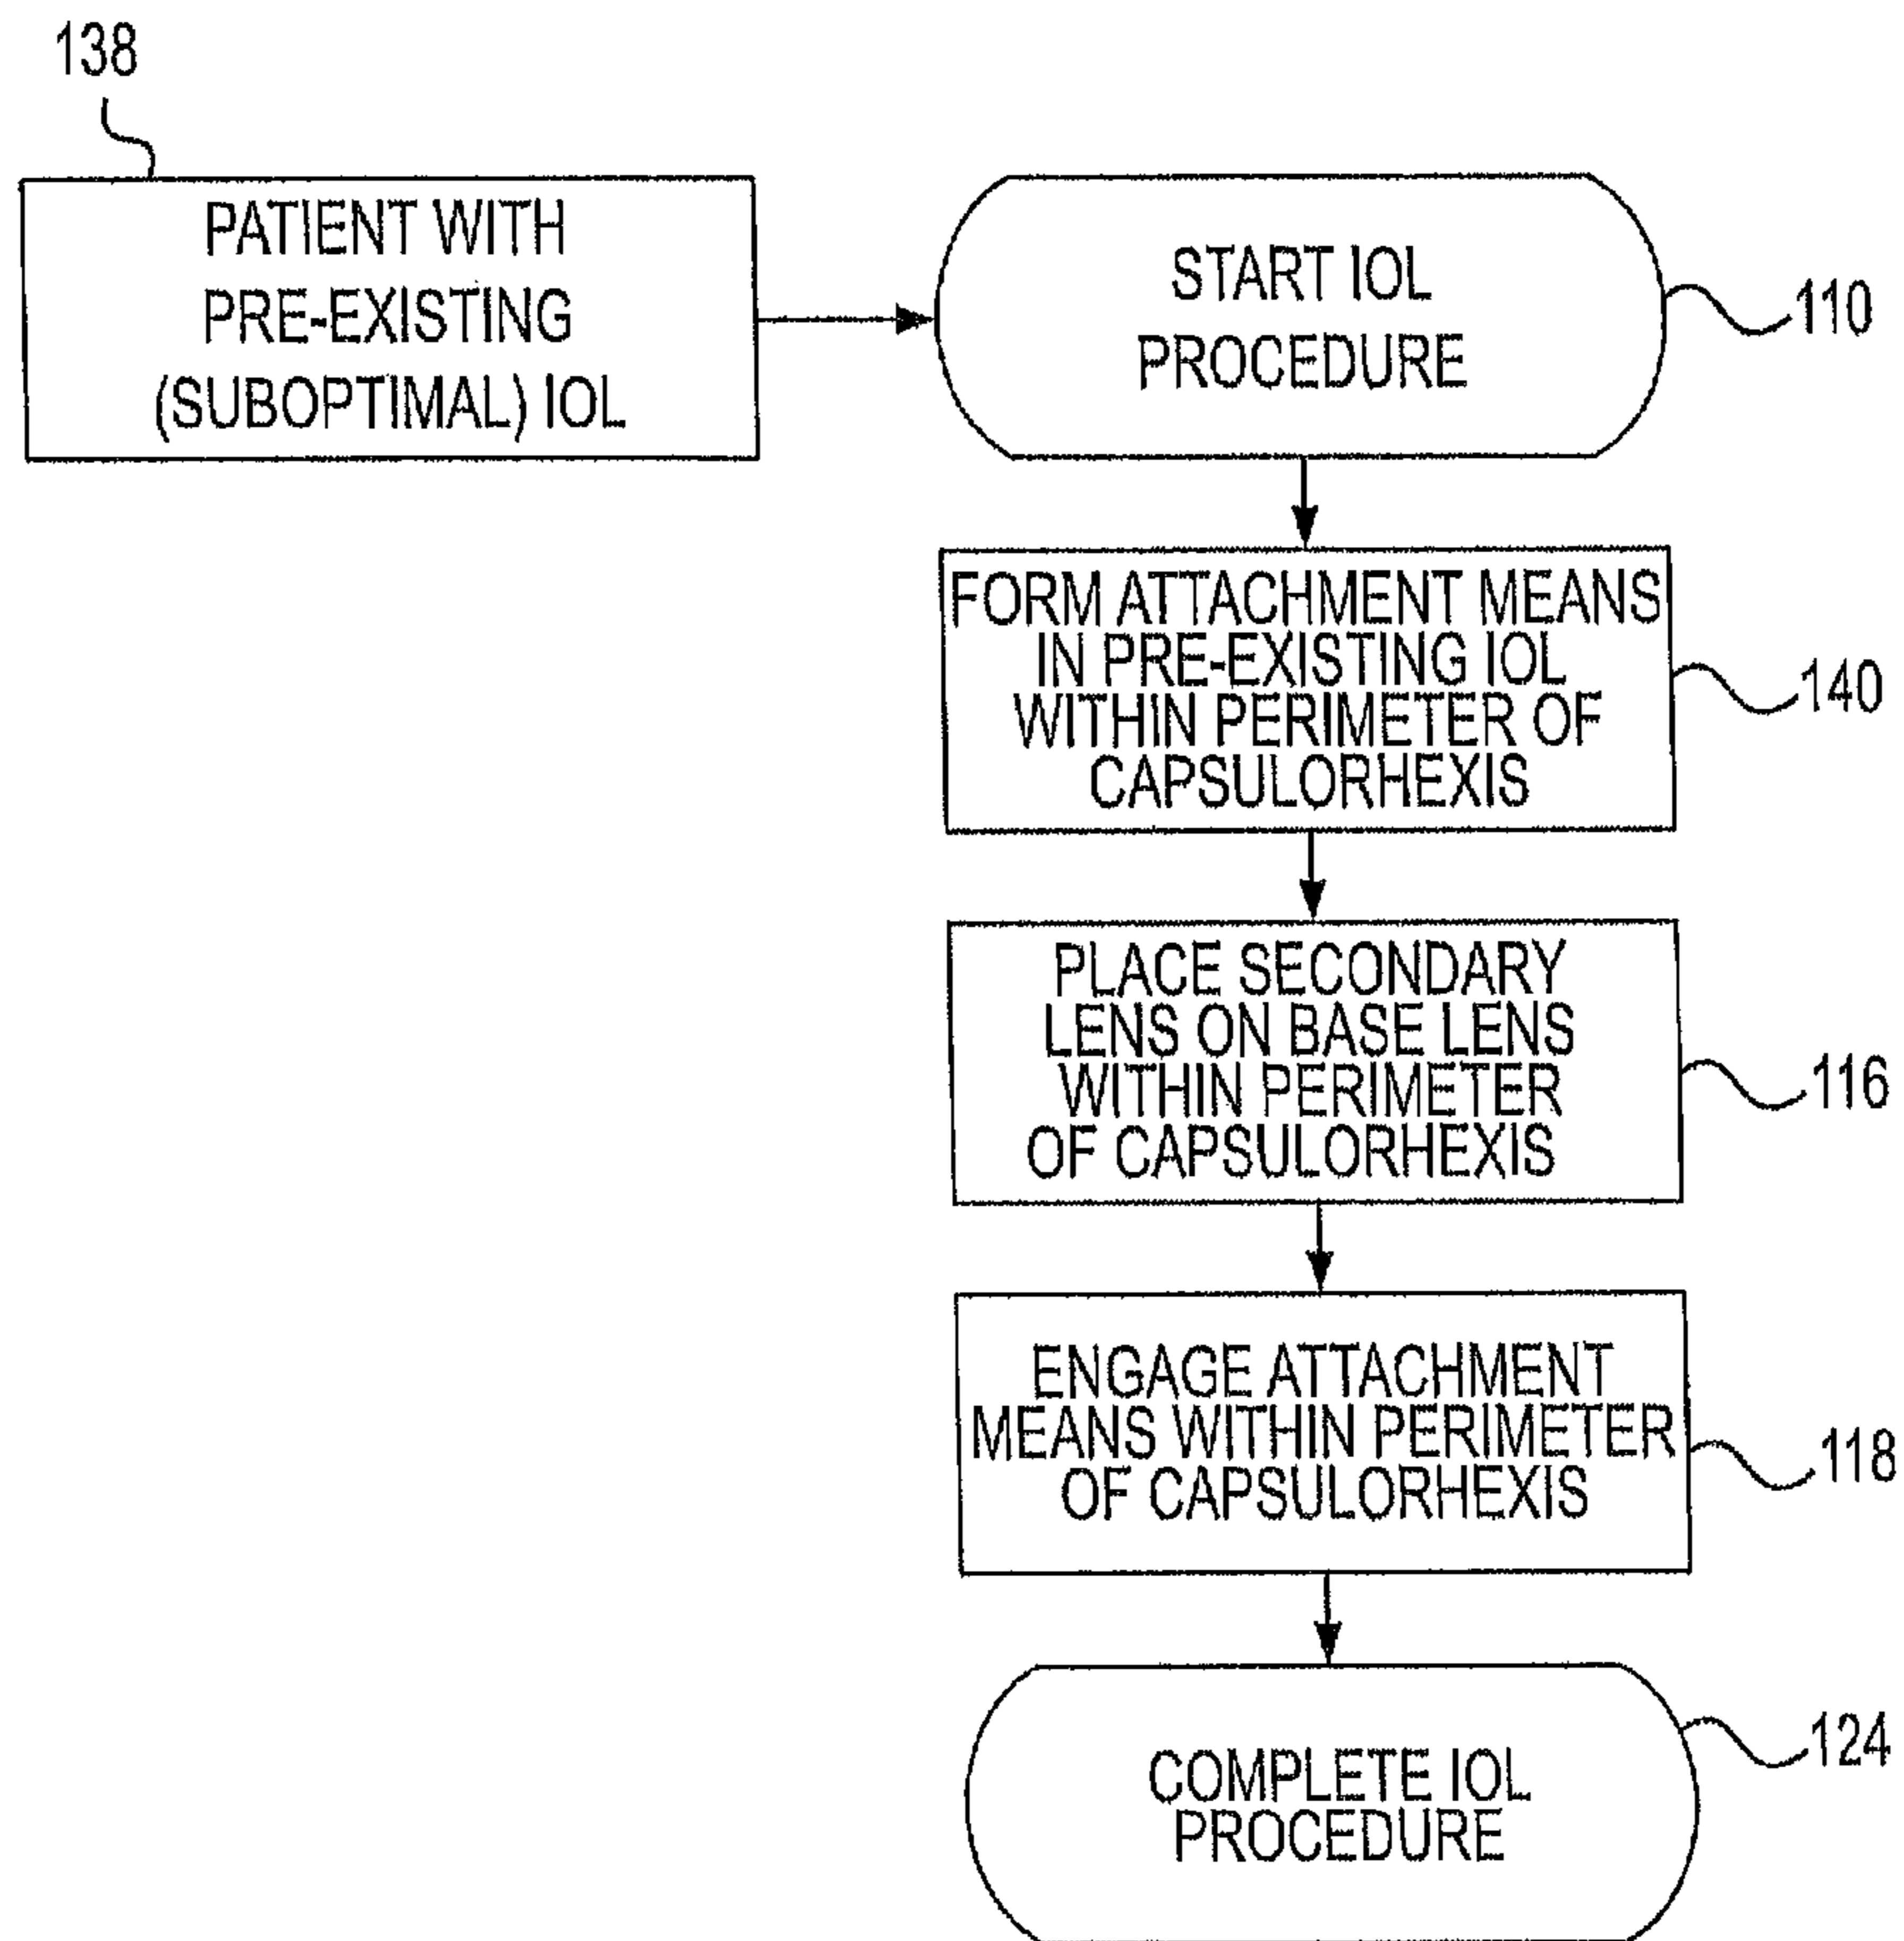 138
PATIENT WITH
PRE-EXISTING
(SUBOPTIMAL) IOL
START IOL
PROCEDURE
110
FORM ATTACHMENT MEANS
IN PRE-EXISTING IOL
WITHIN PERIMETER OF
CAPSULORHEXIS
140
PLACE SECONDARY
LENS ON BASE LENS
WITHIN PERIMETER
OF CAPSULORHEXIS
116
ENGAGE ATTACHMENT
MEANS WITHIN PERIMETER
OF CAPSULORHEXIS
118
COMPLETE IOL
PROCEDURE
124